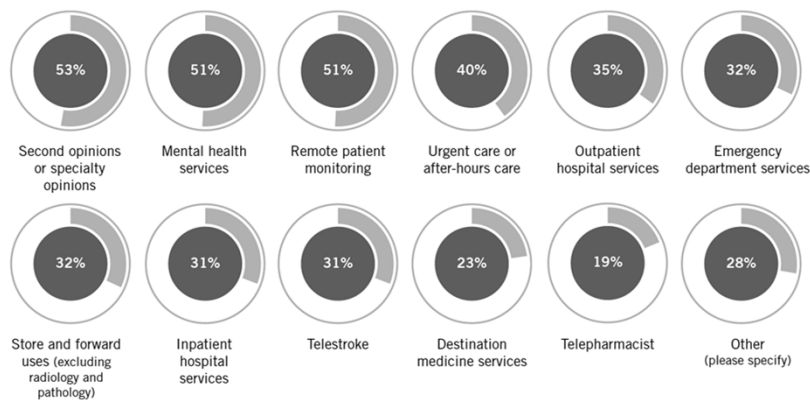 53%
51%
51%
40%
35%
32%
Second opinions
or specialty
opinions
Mental health
services
Remote patient
monitoring
Urgent care or
after-hours care
Outpatient
hospital services
Emergency
department services
32%
31%
31%
23%
19%
28%
Store and forward
uses (excluding
radiology and
pathology)
Inpatient
hospital
services
Telestroke
Destination
medicine services
Telepharmacist
Other
(please specify)